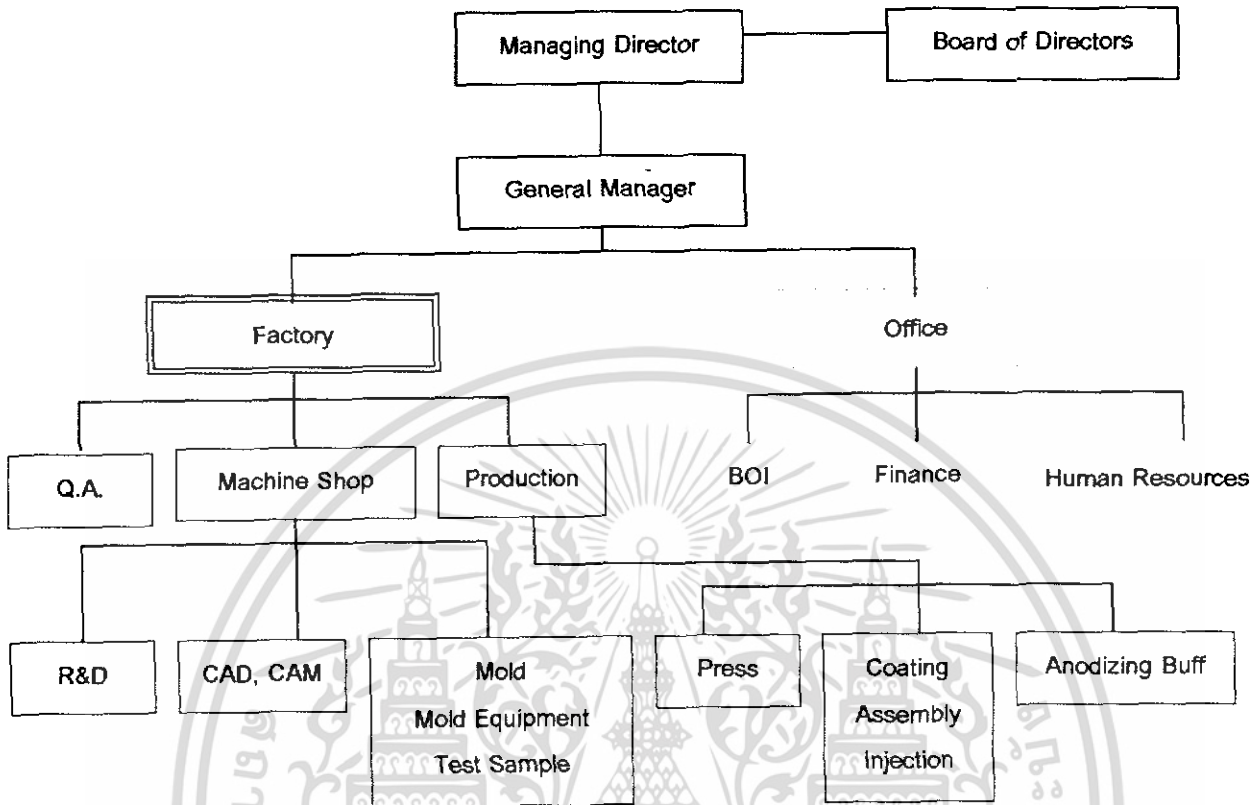 Managing Director
Board of Directors
General Manager
Factory
Office
Q.A.
Machine Shop
Production
BOI
Finance
Human Resources
R&D
CAD, CAM
Mold
Mold Equipment
Test Sample
Press
Coating
Assembly
Injection
Anodizing Buff